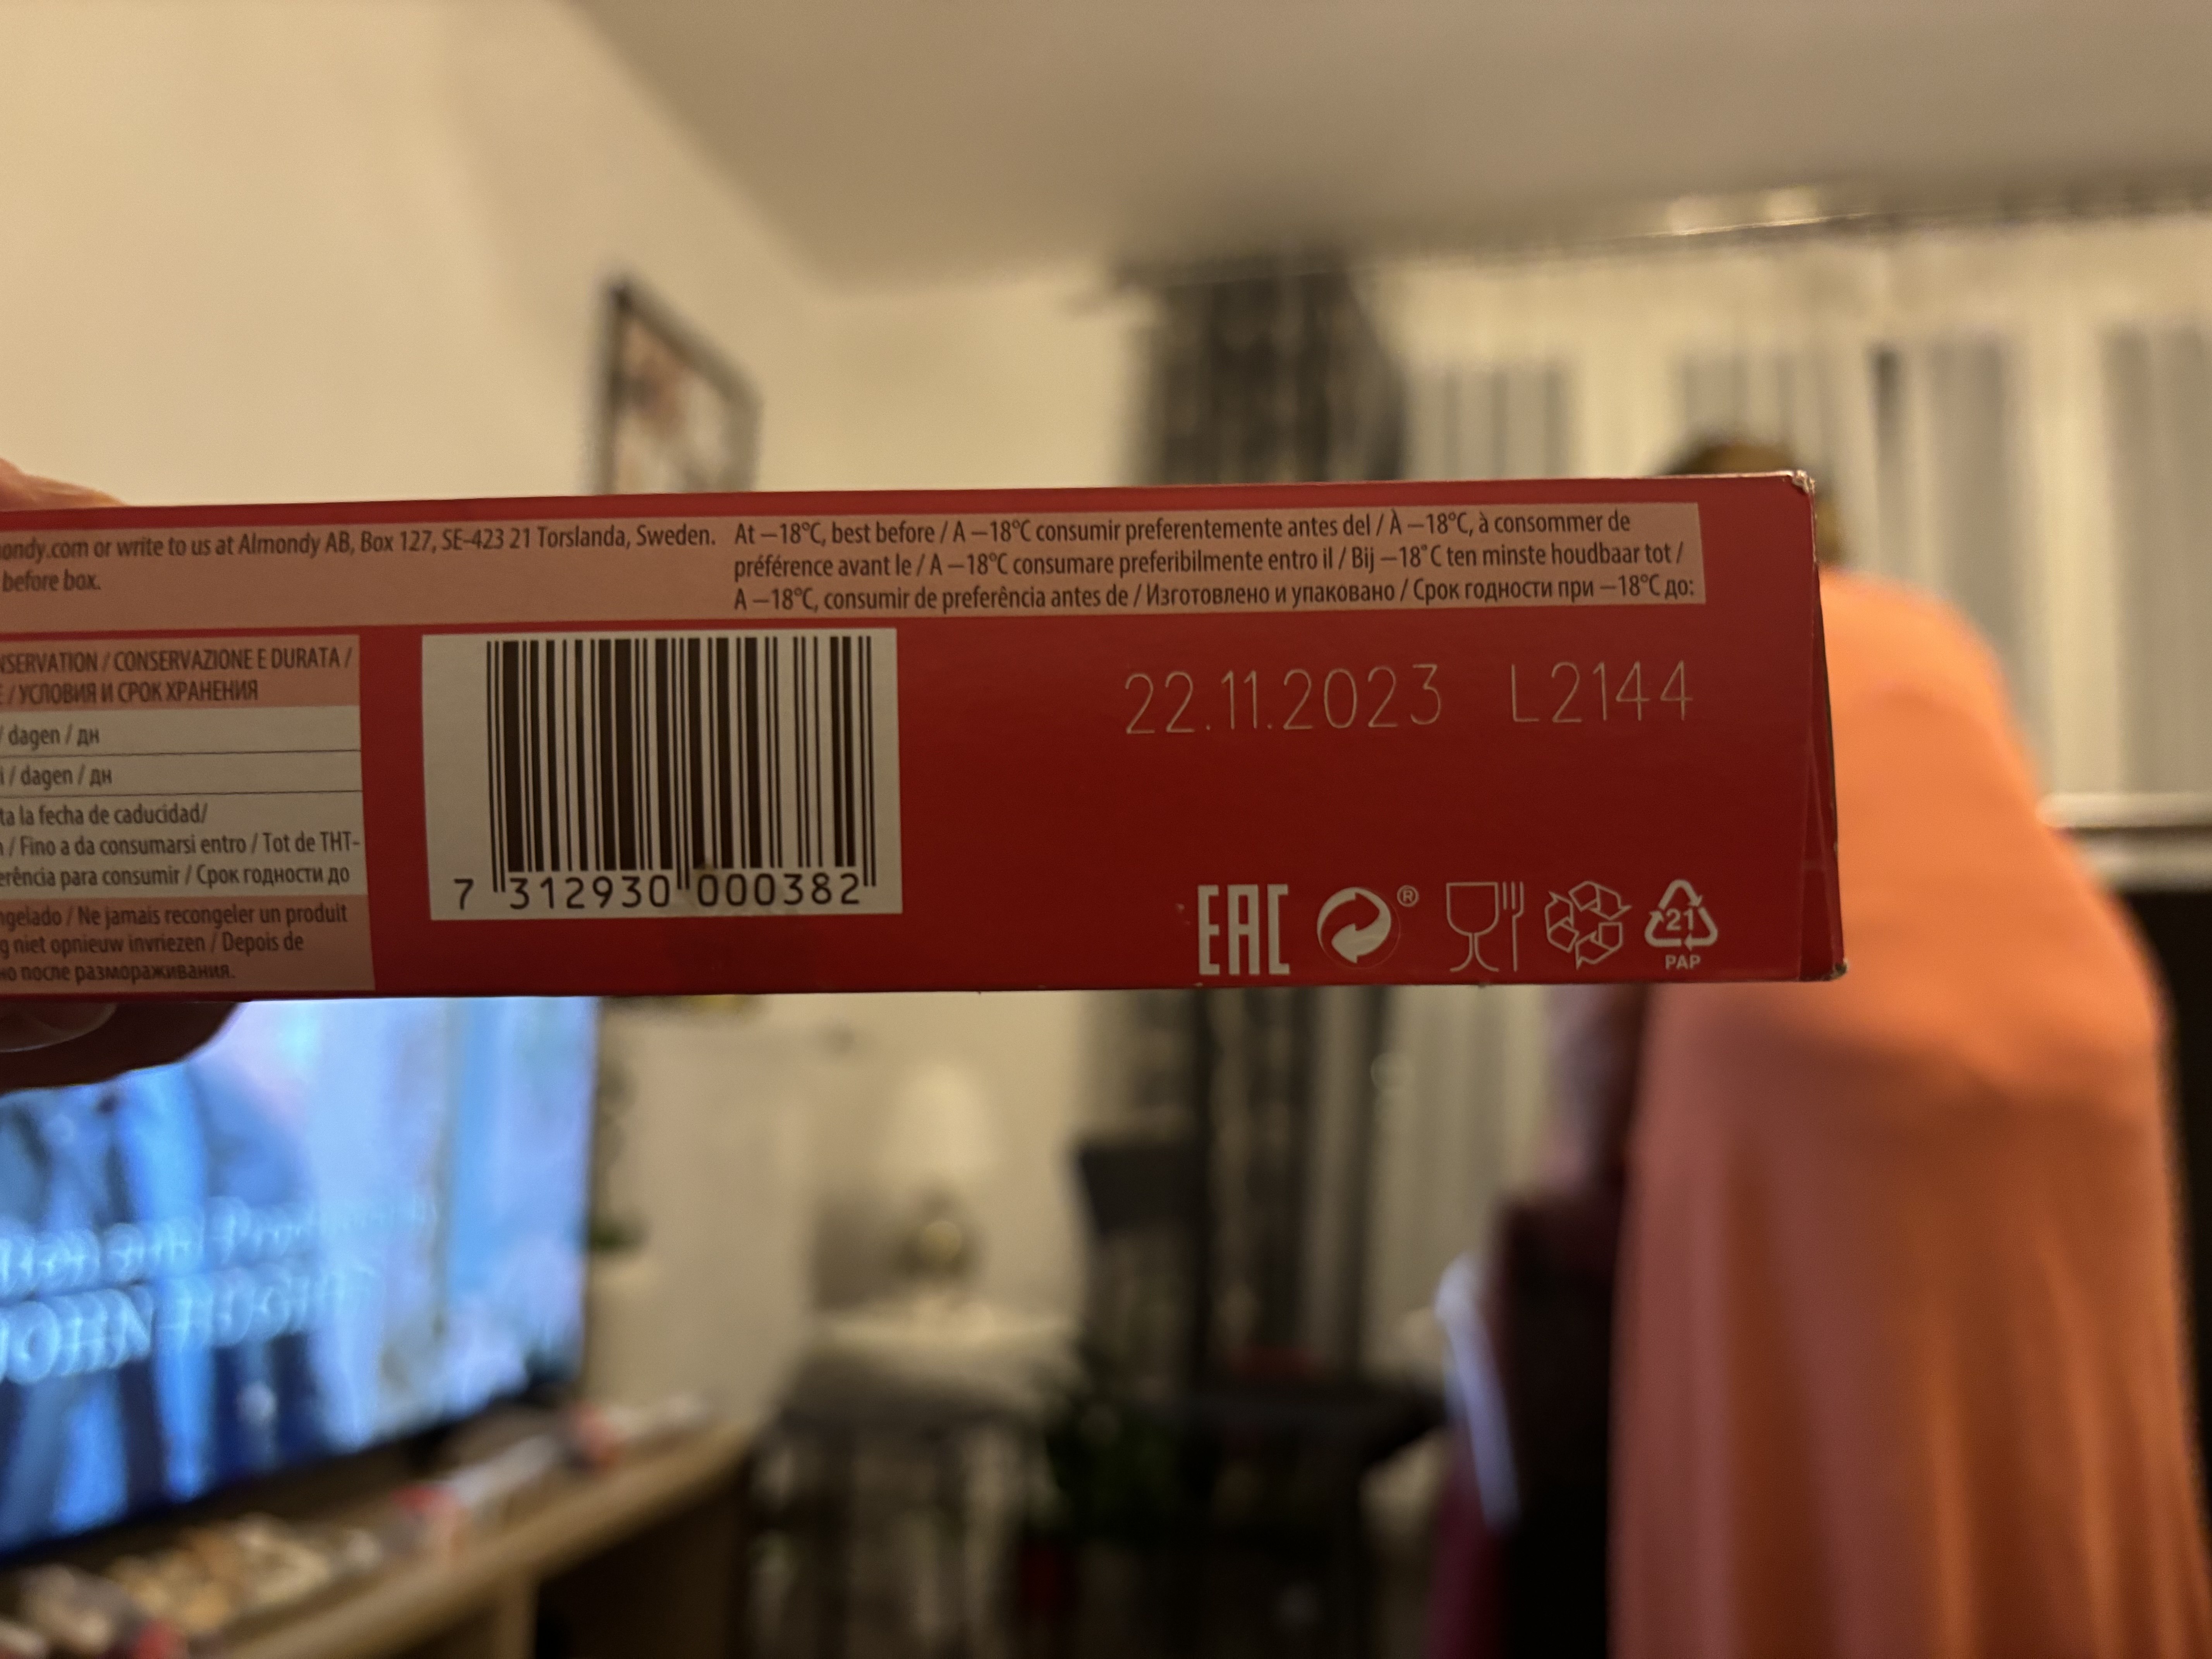 ondy.com or write to us at Almondy AB, Box 127, SE-423 21 Torslanda, Sweden.
before box.
At –18°C, best before / A –18°C consumir preferentemente antes del / À –18°C, à consommer de
préférence avant le / A –18°C consumare preferibilmente entro il / Bij –18°C ten minste houdbaar tot /
A –18°C, consumir de preferência antes de / Изготовлено и упаковано / Срок годности при –18°C до:
NSERVATION / CONSERVAZIONE E DURATA /
E / УСЛОВИЯ И СРОК ХРАНЕНИЯ
/ dagen / дн
i / dagen / дн
ta la fecha de caducidad/
/ Fino a da consumarsi entro / Tot de THT-
erência para consumir / Срок годности до
ngelado / Ne jamais recongeler un produit
g niet opnieuw invriezen / Depois de
но после размораживания.
7 312930 000382
22.11.2023 L2144
EAC ® 21
PAP
JOHN